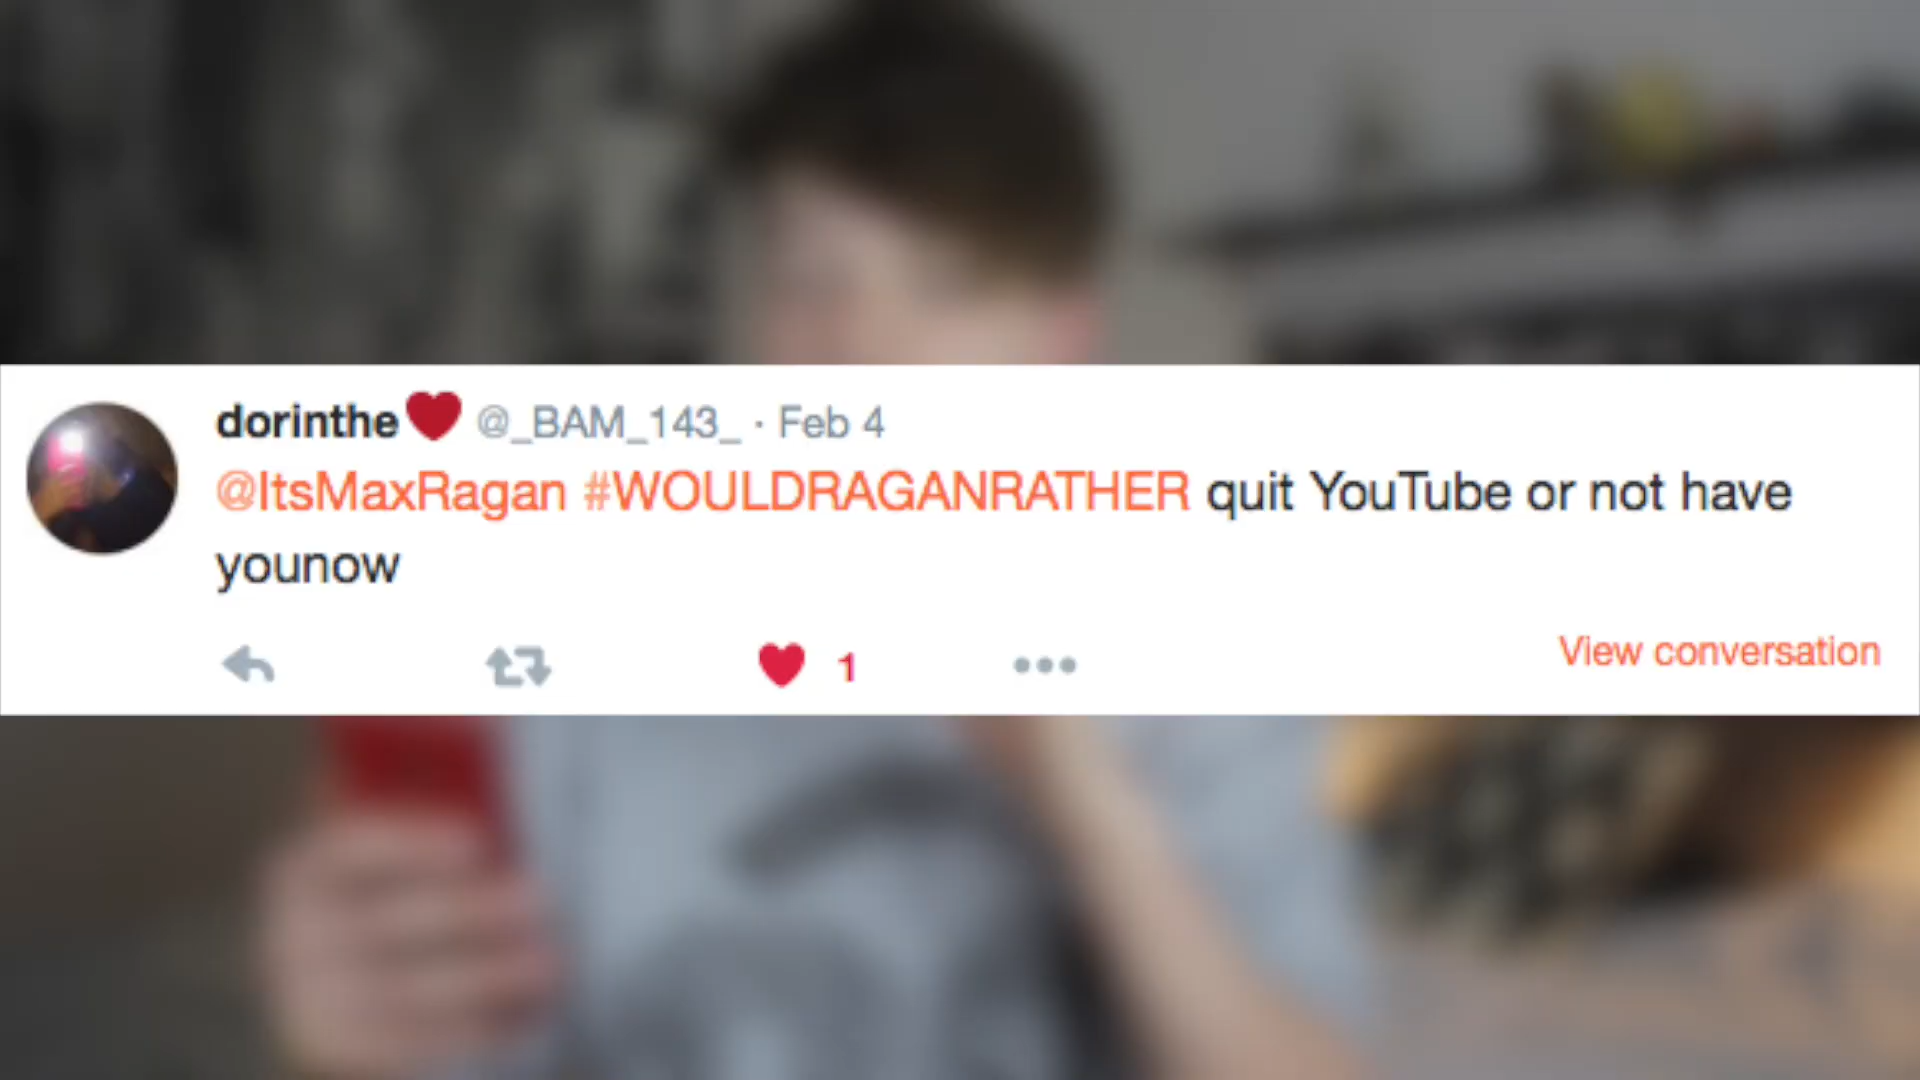 dorinthe❤ @_BAM_143_ · Feb 4
@ItsMaxRagan #WOULDRAGANRATHER quit YouTube or not have
younow
1
View conversation